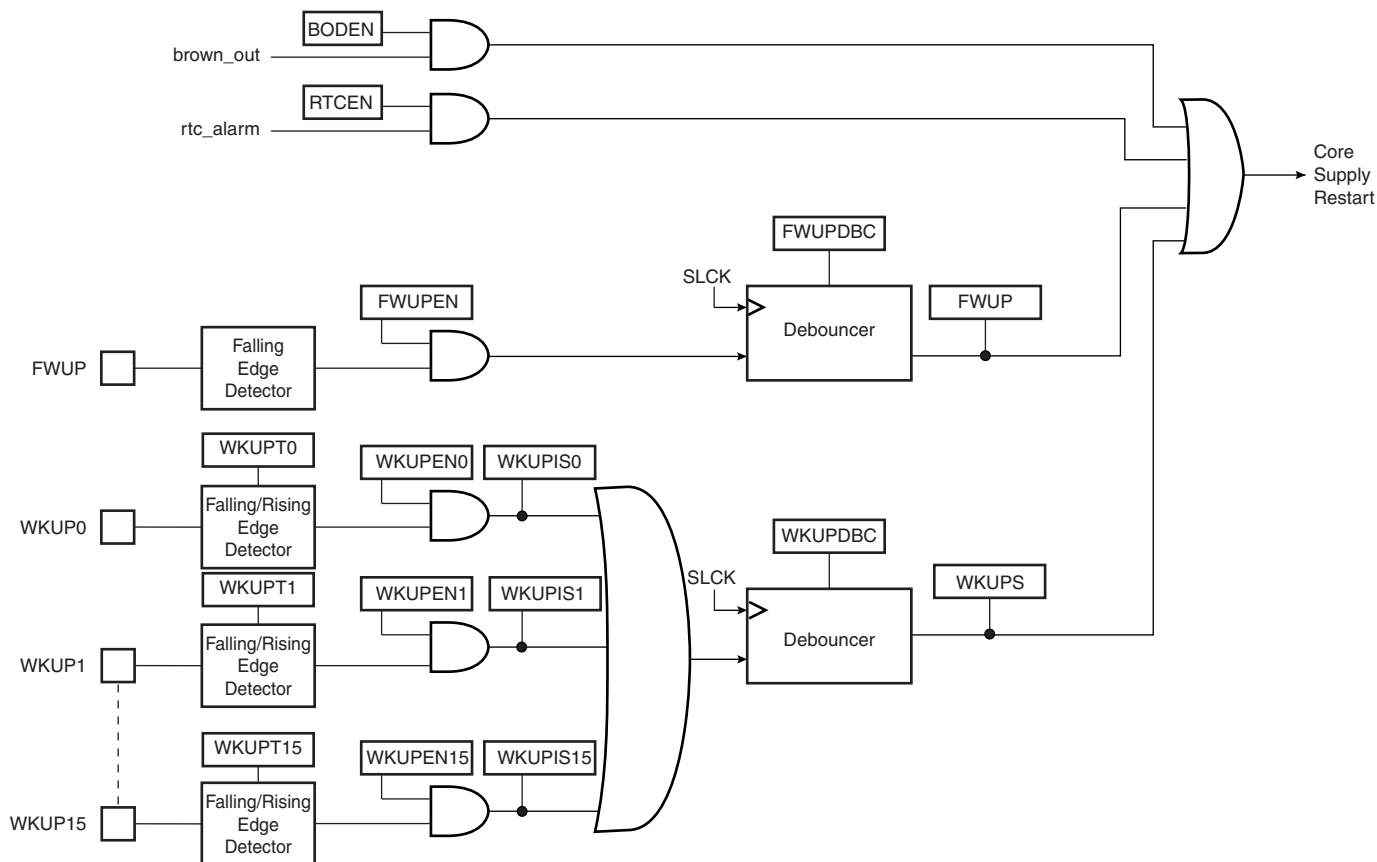 BODEN
brown_out
RTCEN
rtc_alarm
Core
Supply
Restart
FWUPDBC
SLCK
FWUPEN
FWUP
Debouncer
FWUP
Falling
Edge
Detector
WKUPT0
WKUPEN0
WKUPIS0
WKUP0
Falling/Rising
Edge
Detector
WKUPDBC
SLCK
WKUPS
Debouncer
WKUPT1
WKUPEN1
WKUPIS1
WKUP1
Falling/Rising
Edge
Detector
WKUPT15
WKUPEN15
WKUPIS15
WKUP15
Falling/Rising
Edge
Detector